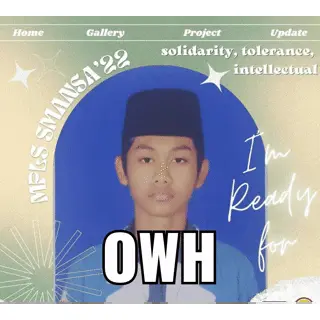 Home Gallery Project Update
solidarity, tolerance,
intellectual
MPLS SMANSA'22
I'm
Ready
for
OWH